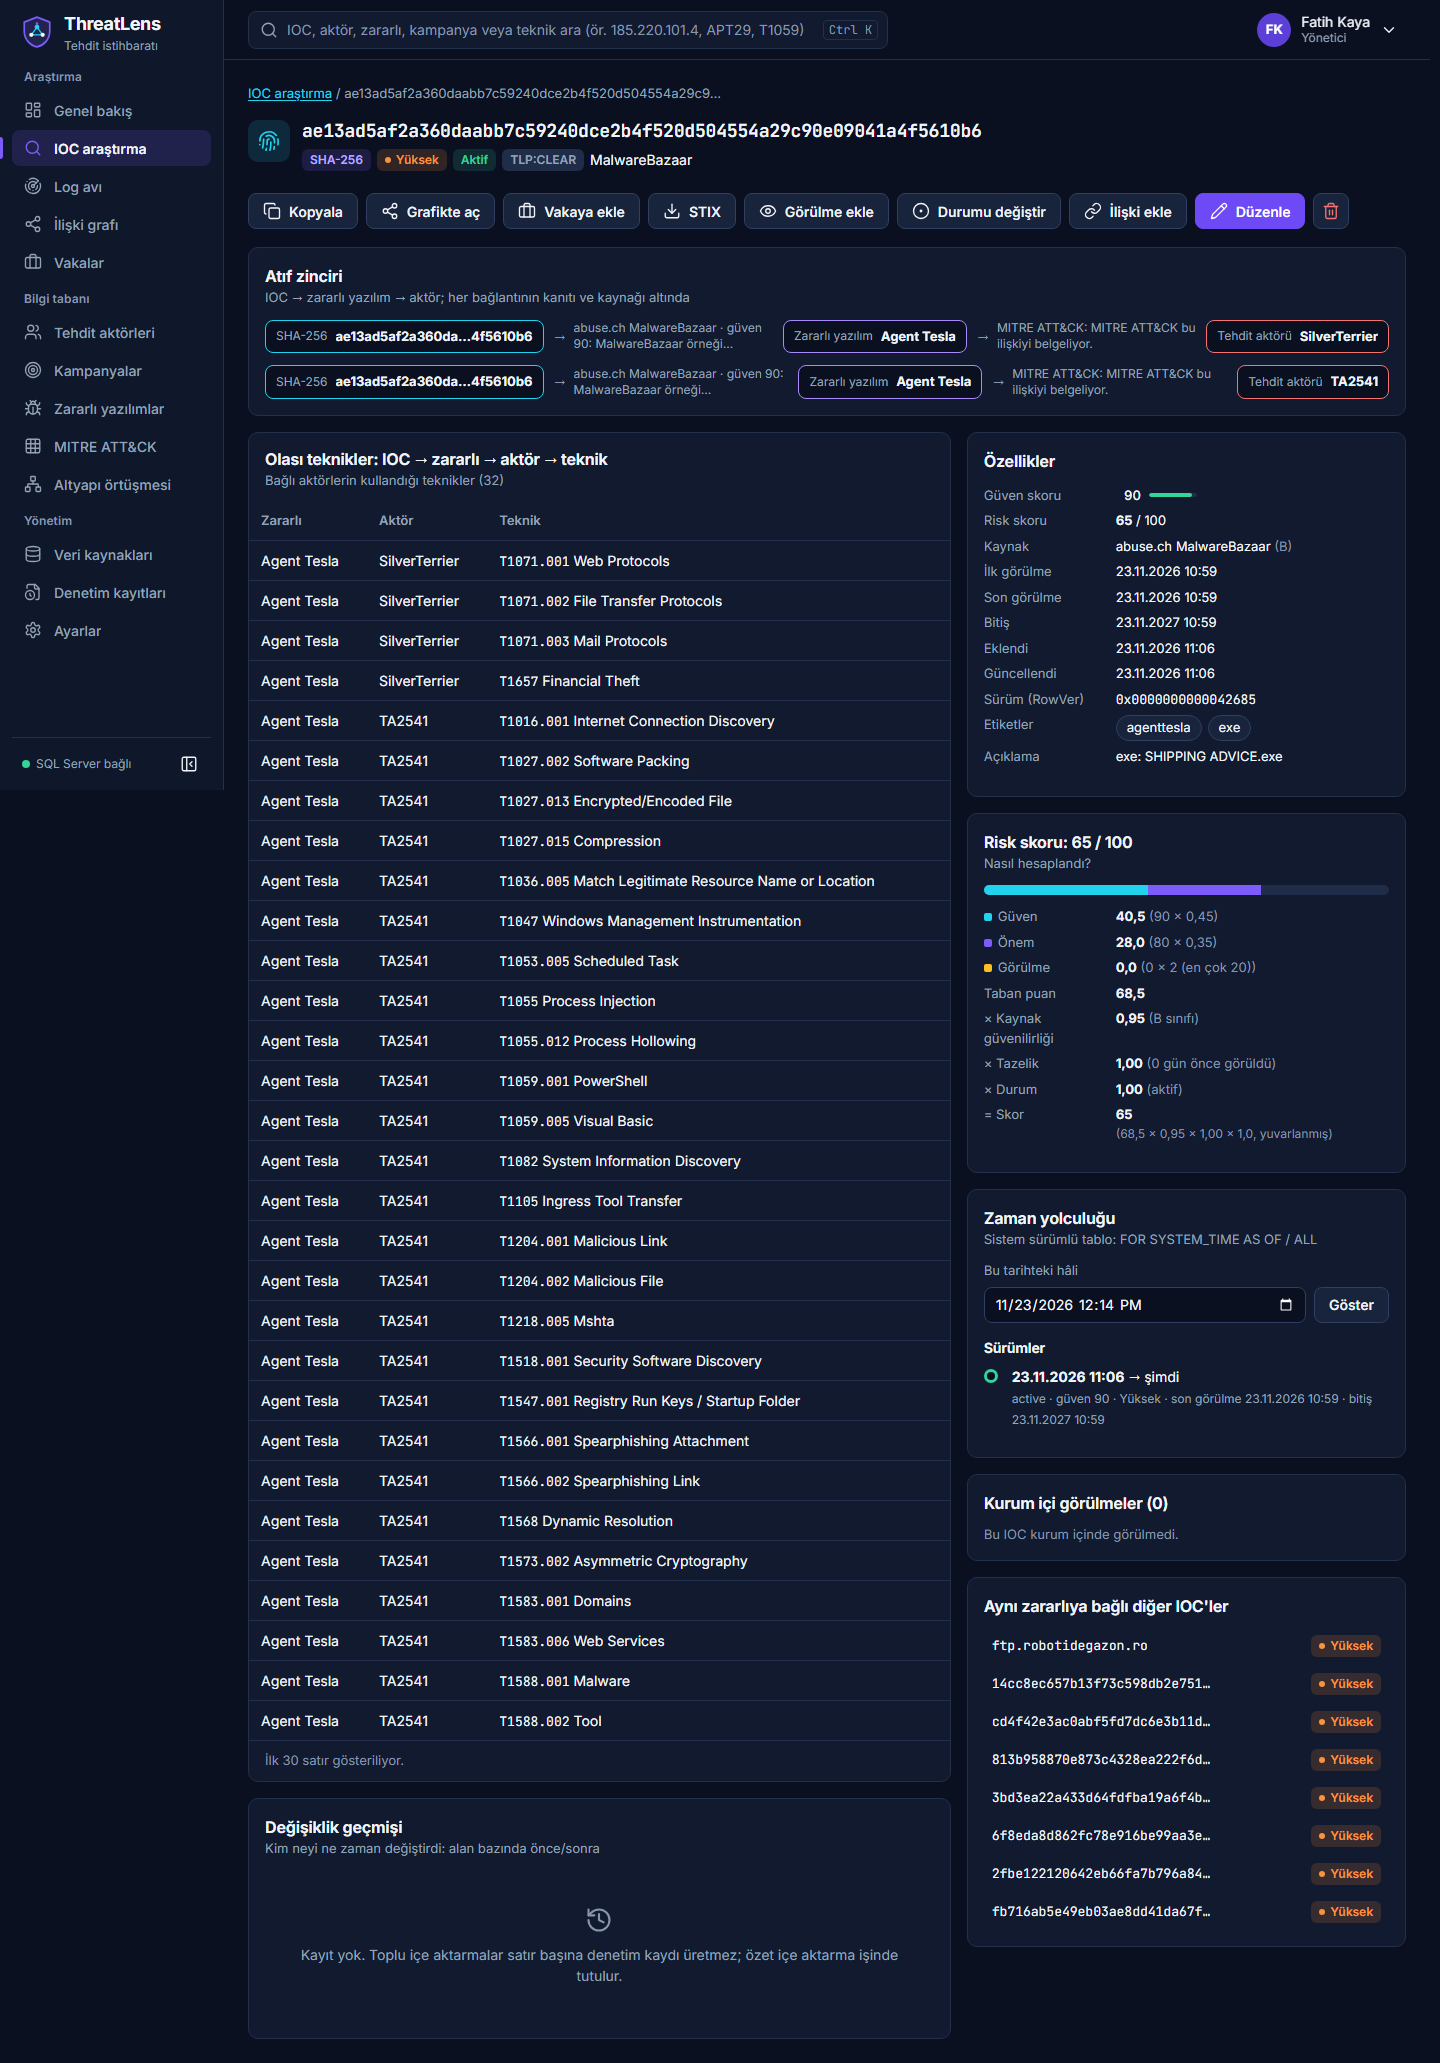 ThreatLens
Tehdit istihbaratı
Araştırma
Genel bakış
IOC araştırma
Log avı
İlişki grafı
Vakalar
Bilgi tabanı
Tehdit aktörleri
Kampanyalar
Zararlı yazılımlar
MITRE ATT&CK
Altyapı örtüşmesi
Yönetim
Veri kaynakları
Denetim kayıtları
Ayarlar
SQL Server bağlı
IOC, aktör, zararlı, kampanya veya teknik ara (ör. 185.220.101.4, APT29, T1059) Ctrl K
FK Fatih Kaya
Yönetici
IOC araştırma / ae13ad5af2a360daabb7c59240dce2b4f520d504554a29c9...
ae13ad5af2a360daabb7c59240dce2b4f520d504554a29c90e09041a4f5610b6
SHA-256 Yüksek Aktif TLP:CLEAR MalwareBazaar
Kopyala Grafikte aç Vakaya ekle STIX Görülme ekle Durumu değiştir İlişki ekle Düzenle
Atıf zinciri
IOC → zararlı yazılım → aktör; her bağlantının kanıtı ve kaynağı altında
SHA-256 ae13ad5af2a360da...4f5610b6 → abuse.ch MalwareBazaar · güven 90: MalwareBazaar örneği... Zararlı yazılım Agent Tesla → MITRE ATT&CK: MITRE ATT&CK bu ilişkiyi belgeliyor. Tehdit aktörü SilverTerrier
SHA-256 ae13ad5af2a360da...4f5610b6 → abuse.ch MalwareBazaar · güven 90: MalwareBazaar örneği... Zararlı yazılım Agent Tesla → MITRE ATT&CK: MITRE ATT&CK bu ilişkiyi belgeliyor. Tehdit aktörü TA2541
Olası teknikler: IOC → zararlı → aktör → teknik
Bağlı aktörlerin kullandığı teknikler (32)
Zararlı Aktör Teknik
Agent Tesla SilverTerrier T1071.001 Web Protocols
Agent Tesla SilverTerrier T1071.002 File Transfer Protocols
Agent Tesla SilverTerrier T1071.003 Mail Protocols
Agent Tesla SilverTerrier T1657 Financial Theft
Agent Tesla TA2541 T1016.001 Internet Connection Discovery
Agent Tesla TA2541 T1027.002 Software Packing
Agent Tesla TA2541 T1027.013 Encrypted/Encoded File
Agent Tesla TA2541 T1027.015 Compression
Agent Tesla TA2541 T1036.005 Match Legitimate Resource Name or Location
Agent Tesla TA2541 T1047 Windows Management Instrumentation
Agent Tesla TA2541 T1053.005 Scheduled Task
Agent Tesla TA2541 T1055 Process Injection
Agent Tesla TA2541 T1055.012 Process Hollowing
Agent Tesla TA2541 T1059.001 PowerShell
Agent Tesla TA2541 T1059.005 Visual Basic
Agent Tesla TA2541 T1082 System Information Discovery
Agent Tesla TA2541 T1105 Ingress Tool Transfer
Agent Tesla TA2541 T1204.001 Malicious Link
Agent Tesla TA2541 T1204.002 Malicious File
Agent Tesla TA2541 T1218.005 Mshta
Agent Tesla TA2541 T1518.001 Security Software Discovery
Agent Tesla TA2541 T1547.001 Registry Run Keys / Startup Folder
Agent Tesla TA2541 T1566.001 Spearphishing Attachment
Agent Tesla TA2541 T1566.002 Spearphishing Link
Agent Tesla TA2541 T1568 Dynamic Resolution
Agent Tesla TA2541 T1573.002 Asymmetric Cryptography
Agent Tesla TA2541 T1583.001 Domains
Agent Tesla TA2541 T1583.006 Web Services
Agent Tesla TA2541 T1588.001 Malware
Agent Tesla TA2541 T1588.002 Tool
İlk 30 satır gösteriliyor.
Değişiklik geçmişi
Kim neyi ne zaman değiştirdi: alan bazında önce/sonra
Kayıt yok. Toplu içe aktarmalar satır başına denetim kaydı üretmez; özet içe aktarma işinde
tutulur.
Özellikler
Güven skoru 90
Risk skoru 65 / 100
Kaynak abuse.ch MalwareBazaar (B)
İlk görülme 23.11.2026 10:59
Son görülme 23.11.2026 10:59
Bitiş 23.11.2027 10:59
Eklendi 23.11.2026 11:06
Güncellendi 23.11.2026 11:06
Sürüm (RowVer) 0x0000000000042685
Etiketler agenttesla exe
Açıklama exe: SHIPPING ADVICE.exe
Risk skoru: 65 / 100
Nasıl hesaplandı?
Güven 40,5 (90 × 0,45)
Önem 28,0 (80 × 0,35)
Görülme 0,0 (0 × 2 (en çok 20))
Taban puan 68,5
× Kaynak güvenilirliği 0,95 (B sınıfı)
× Tazelik 1,00 (0 gün önce görüldü)
× Durum 1,00 (aktif)
= Skor 65
(68,5 × 0,95 × 1,00 × 1,0, yuvarlanmış)
Zaman yolculuğu
Sistem sürümlü tablo: FOR SYSTEM_TIME AS OF / ALL
Bu tarihteki hâli
11/23/2026 12:14 PM Göster
Sürümler
23.11.2026 11:06 → şimdi
active · güven 90 · Yüksek · son görülme 23.11.2026 10:59 · bitiş
23.11.2027 10:59
Kurum içi görülmeler (0)
Bu IOC kurum içinde görülmedi.
Aynı zararlıya bağlı diğer IOC'ler
ftp.robotidegazon.ro Yüksek
14cc8ec657b13f73c598db2e751… Yüksek
cd4f42e3ac0abf5fd7dc6e3b11d… Yüksek
813b958870e873c4328ea222f6d… Yüksek
3bd3ea22a433d64fdfba19a6f4b… Yüksek
6f8eda8d862fc78e916be99aa3e… Yüksek
2fbe122120642eb66fa7b796a84… Yüksek
fb716ab5e49eb03ae8dd41da67f… Yüksek